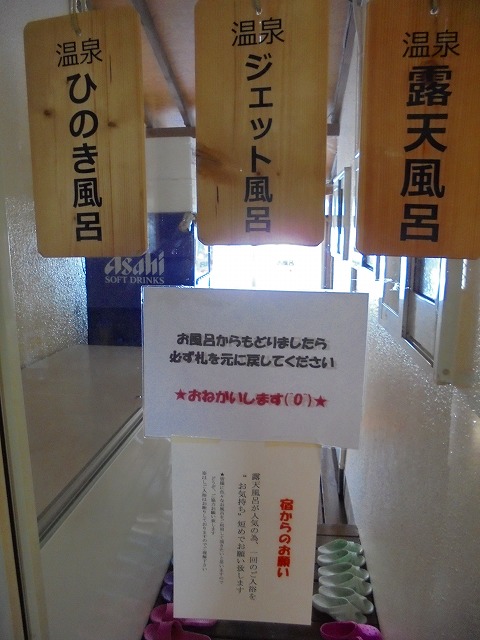 温泉
ひのき風呂
温泉
ジェット風呂
温泉
露天風呂
Asahi
SOFT DRINKS
お風呂からもどりましたら
必ず札を元に戻してください
★おねがいします(^0^)★
宿からのお願い
露天風呂が人気の為、一回のご入浴を
"お気持ち"短めでお願い致します